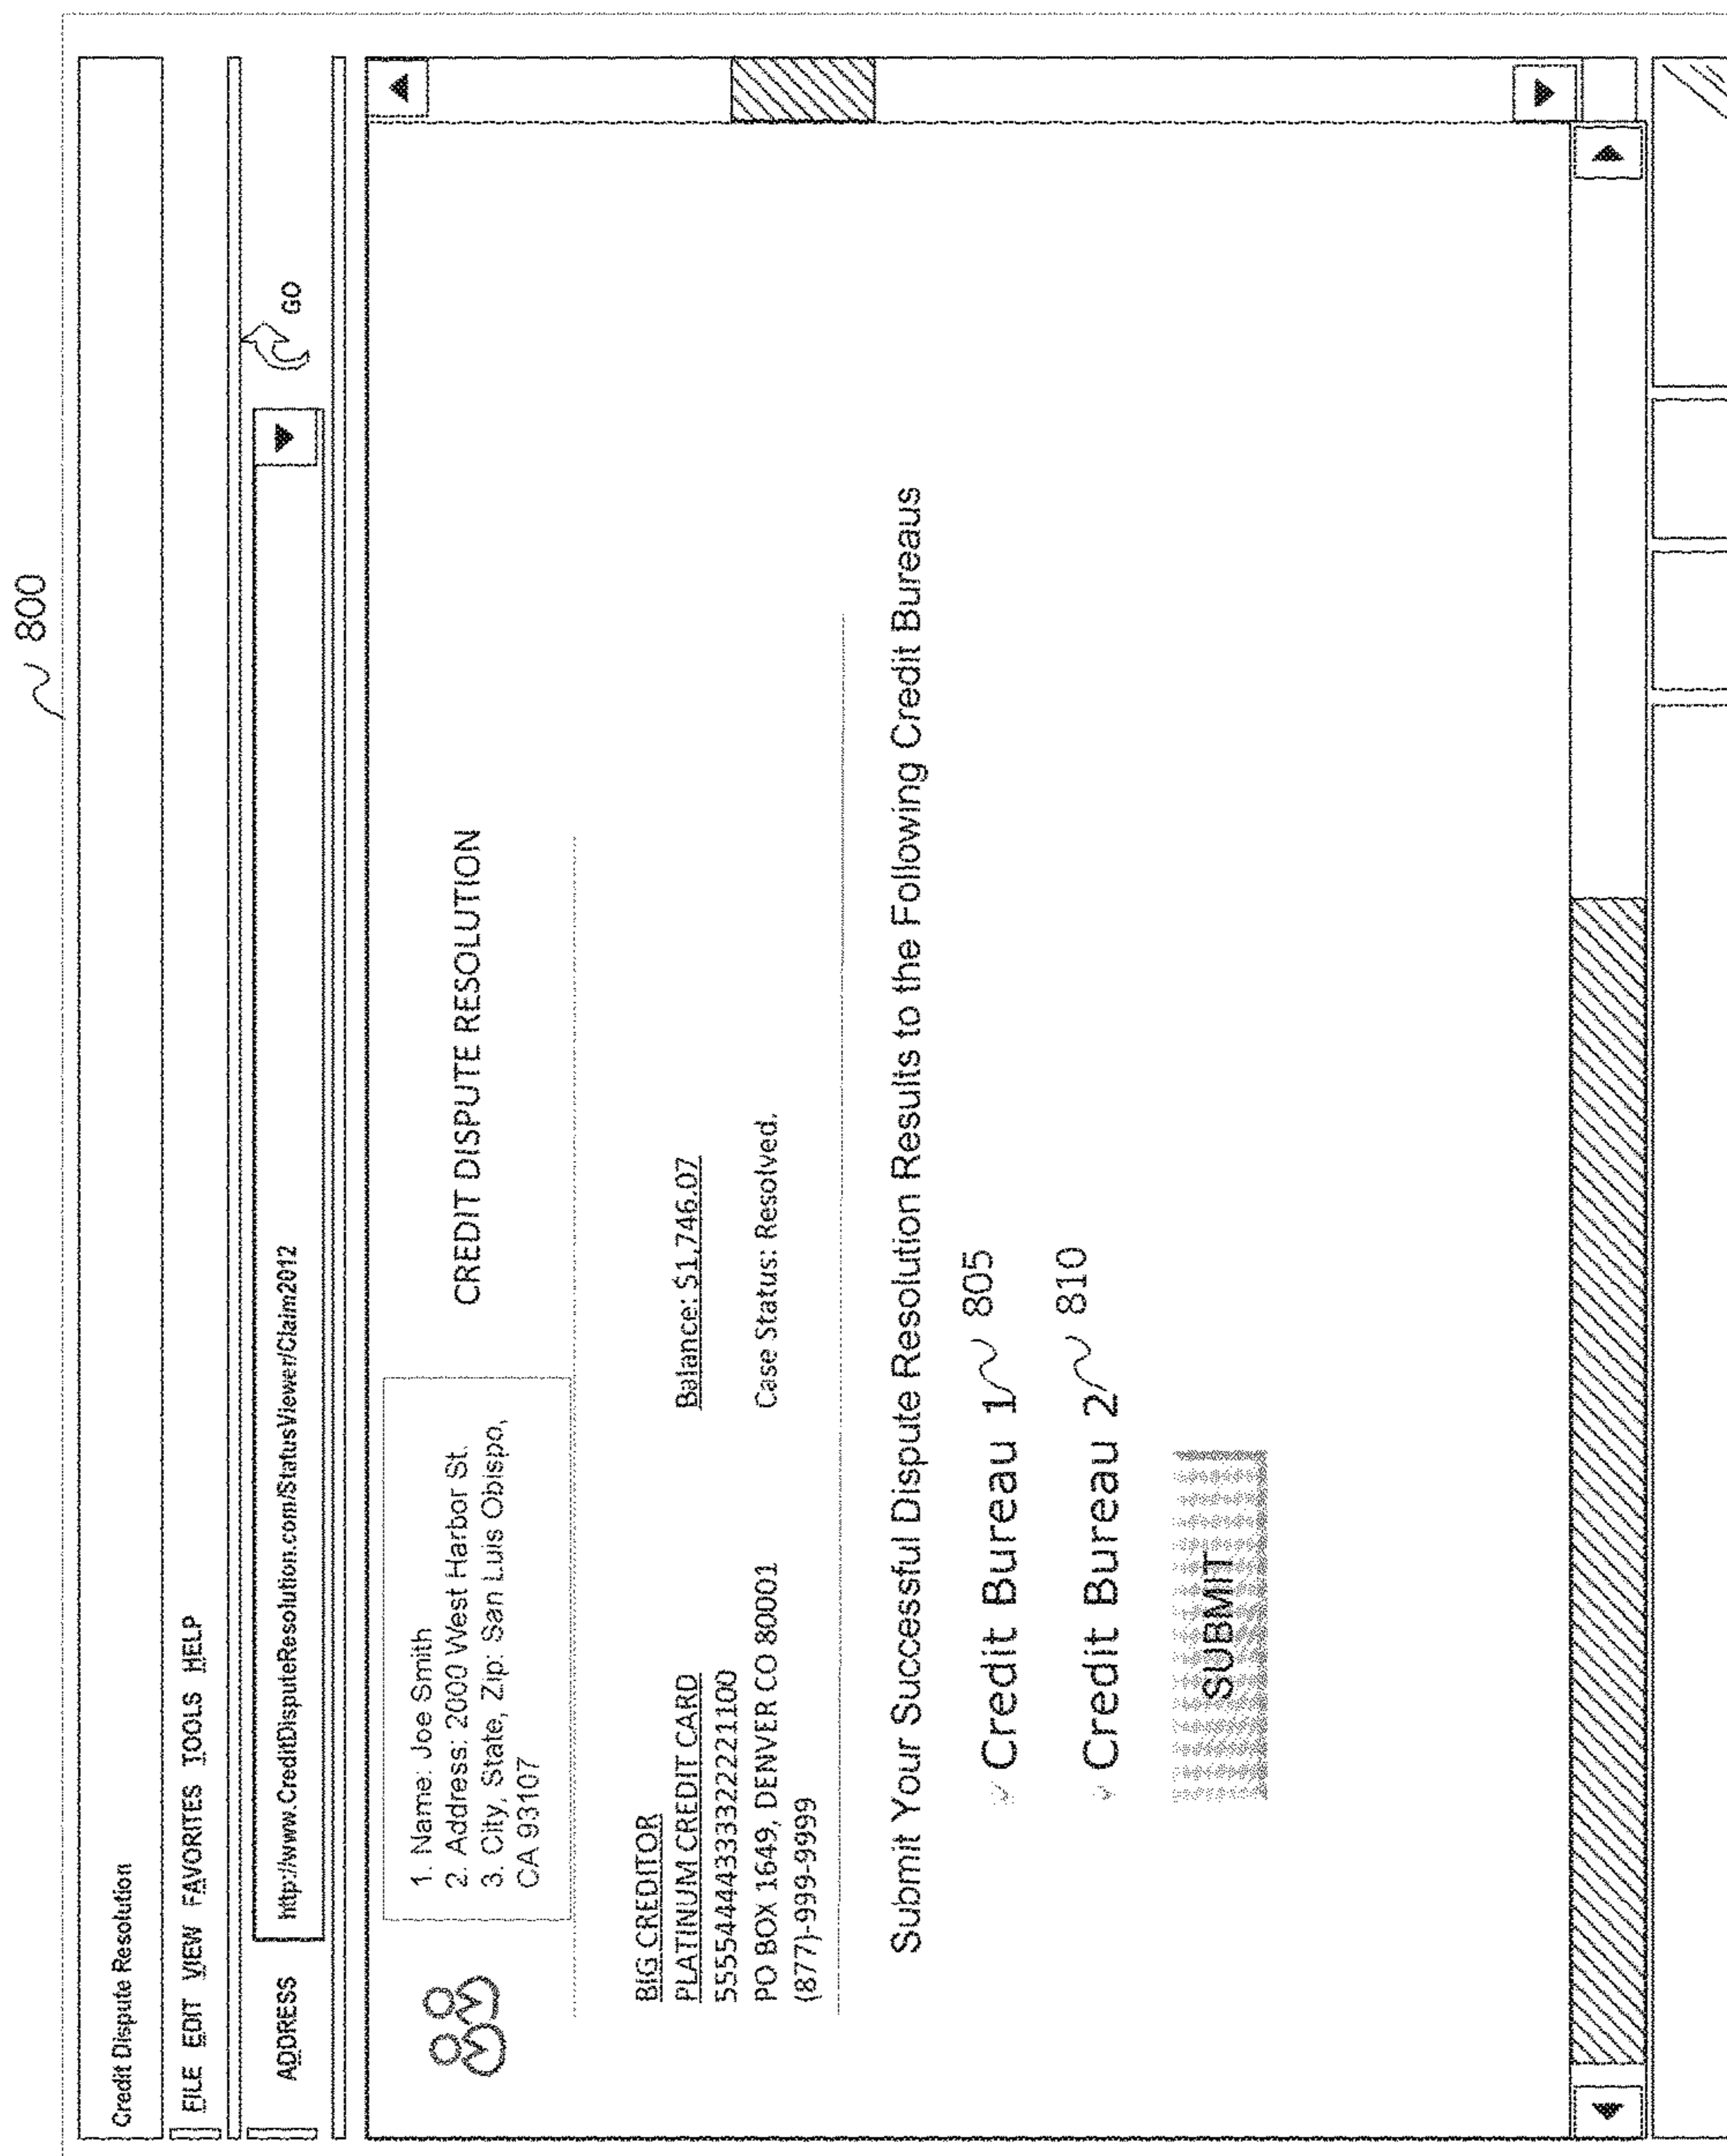 800
Credit Dispute Resolution
FILE EDIT VIEW FAVORITES TOOLS HELP
ADDRESS http://www.CreditDisputeResolution.com/StatusViewer/Claim2012 GO
1. Name: Joe Smith
2. Address: 2000 West Harbor St.
3. City, State, Zip: San Luis Obispo,
CA 93107
CREDIT DISPUTE RESOLUTION
BIG CREDITOR
PLATINUM CREDIT CARD Balance: $1,746.07
55554444333322221100
PO BOX 1649, DENVER CO 80001 Case Status: Resolved.
(877)-999-9999
Submit Your Successful Dispute Resolution Results to the Following Credit Bureaus
Credit Bureau 1 805
Credit Bureau 2 810
SUBMIT